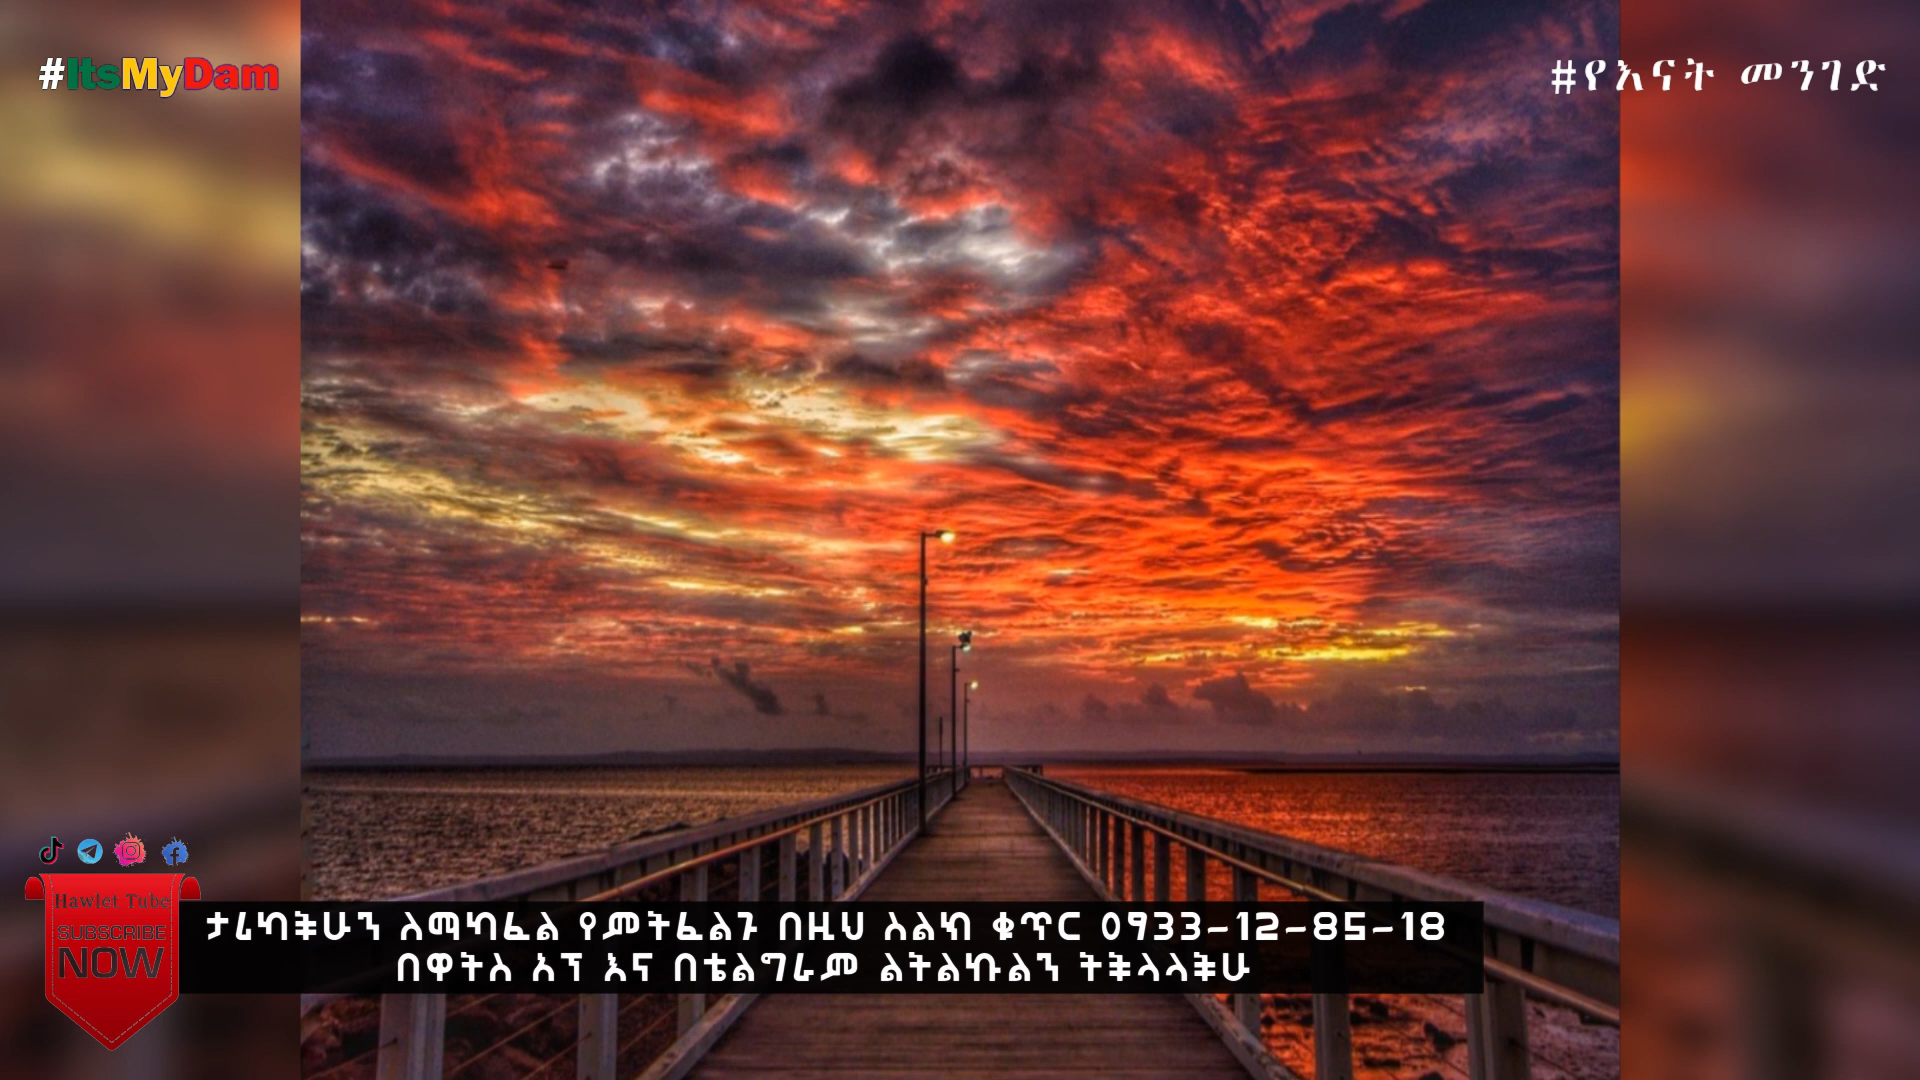 #ItsMyDam
#የእናት መንገድ
Hawlet Tube
SUBSCRIBE
NOW
ታሪካችሁን ለማካፈል የምትፈልጉ በዚህ ስልክ ቁጥር 0933-12-85-18
በዋትስ አፕ እና በቴልግራም ልትልኩልን ትችላላችሁ